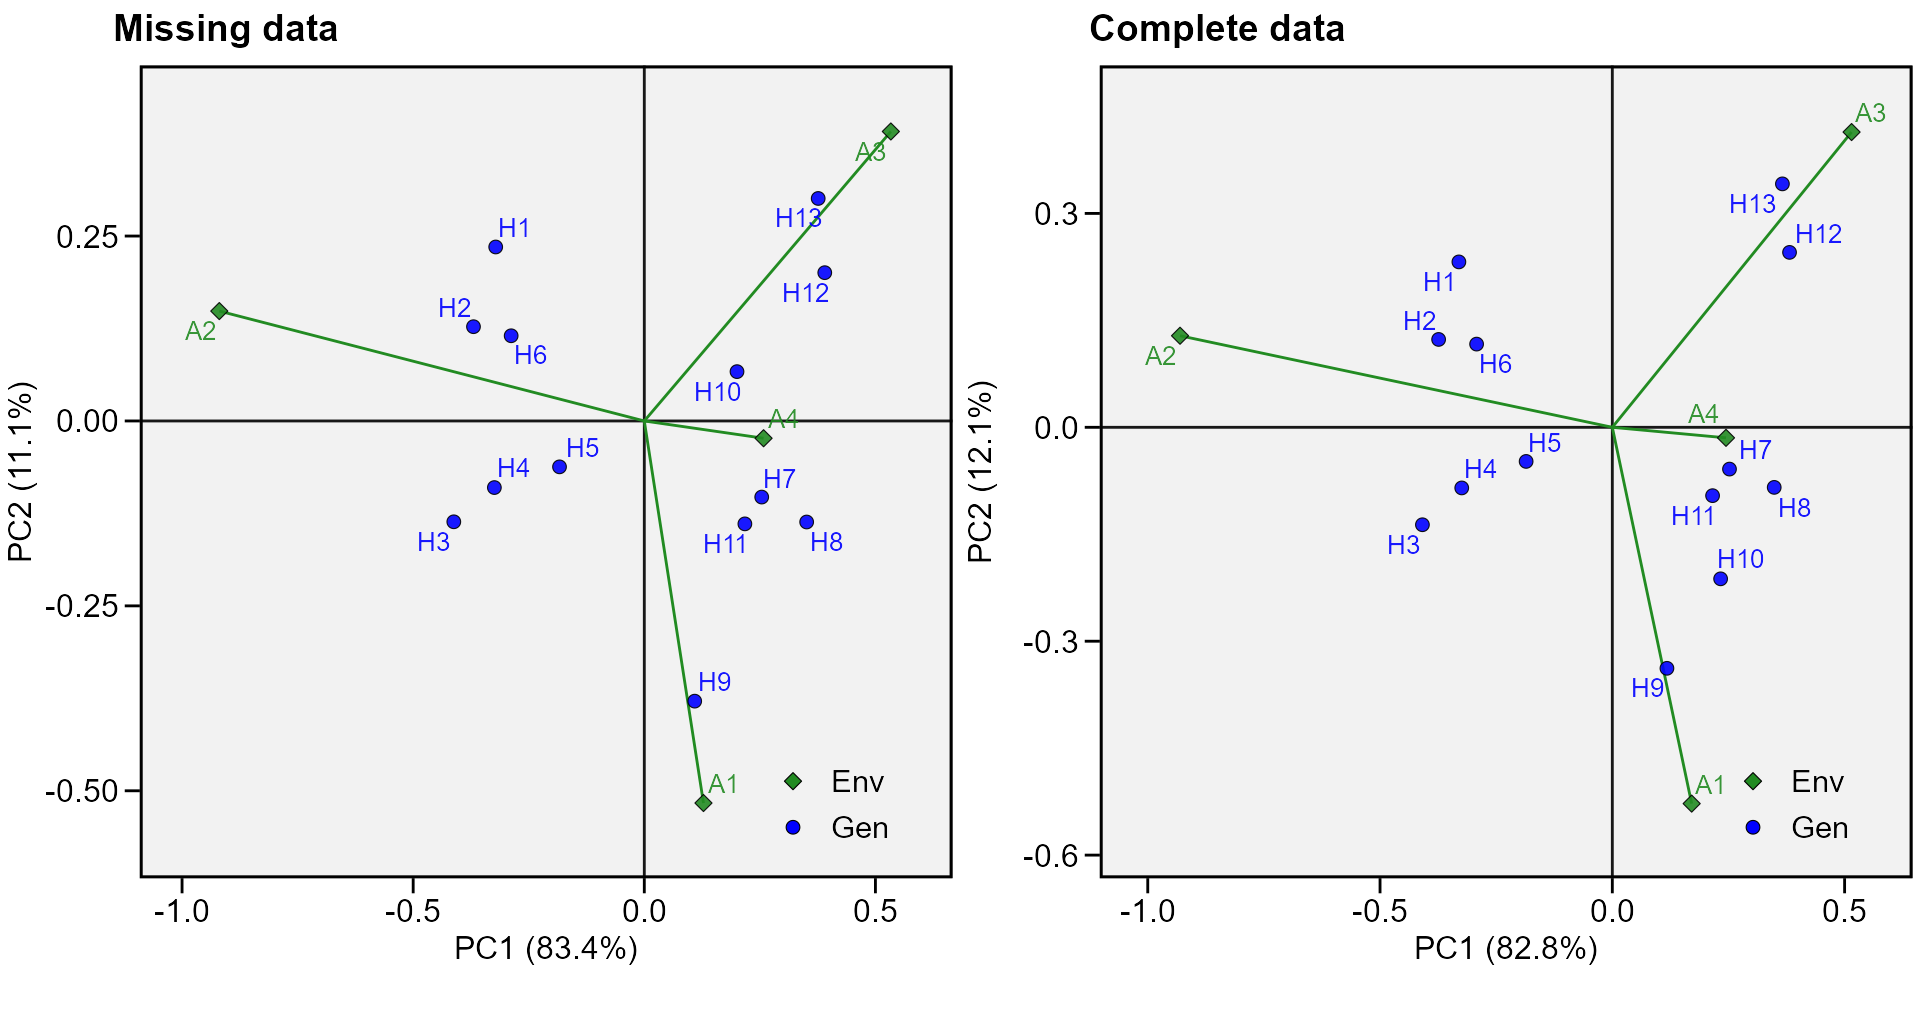 Missing data
PC2 (11.1%)
0.25
0.00
-0.25
-0.50
A3
H13
H1
H12
H2
A2
H6
H10
A4
H5
H4
H7
H3
H11
H8
H9
A1
Env
Gen
-1.0
-0.5
0.0
0.5
PC1 (83.4%)
Complete data
PC2 (12.1%)
0.3
0.0
-0.3
-0.6
A3
H13
H12
H1
H2
A2
H6
A4
H5
H7
H4
H8
H11
H3
H10
H9
A1
Env
Gen
-1.0
-0.5
0.0
0.5
PC1 (82.8%)